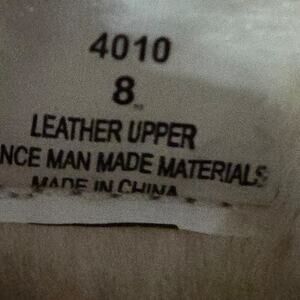 4010
8
LEATHER UPPER
NCE MAN MADE MATERIALS
MADE IN CHINA